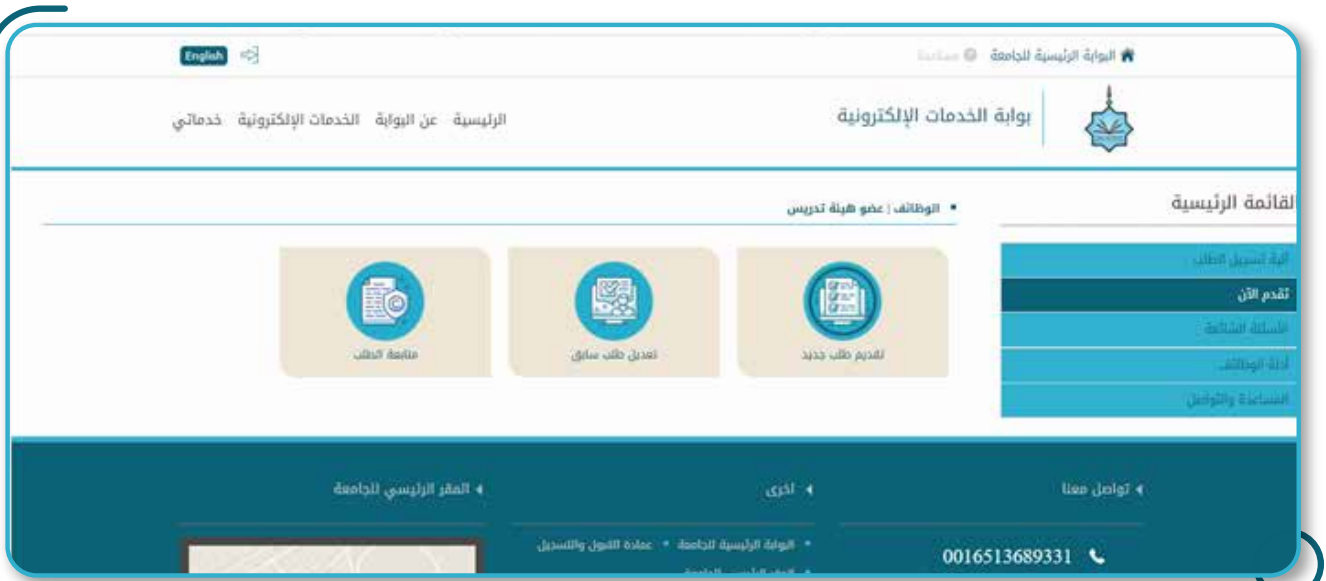 البوابة الرئيسية للجامعة مساعدة
English
بوابة الخدمات الإلكترونية
الرئيسية عن البوابة الخدمات الإلكترونية خدماتي
القائمة الرئيسية
آلية تسجيل الطلب
تقدم الآن
الأسئلة الشائعة
أدلة الوظائف
المساعدة والتواصل
الوظائف | عضو هيئة تدريس
تقديم طلب جديد
تعديل طلب سابق
متابعة الطلب
تواصل معنا
0016513689331
اخرى
البوابة الرئيسية للجامعة • عمادة القبول والتسجيل
المقر الرئيسي للجامعة